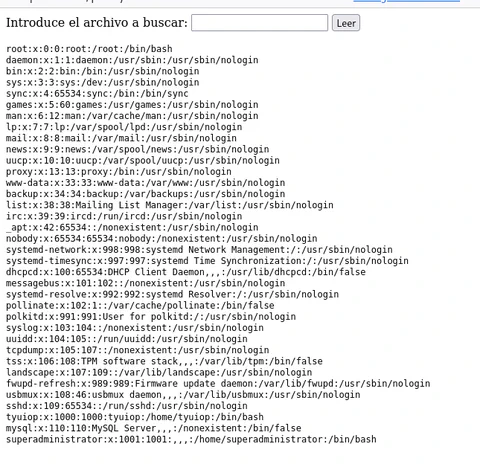 Introduce el archivo a buscar: Leer
root:x:0:0:root:/root:/bin/bash
daemon:x:1:1:daemon:/usr/sbin:/usr/sbin/nologin
bin:x:2:2:bin:/bin:/usr/sbin/nologin
sys:x:3:3:sys:/dev:/usr/sbin/nologin
sync:x:4:65534:sync:/bin:/bin/sync
games:x:5:60:games:/usr/games:/usr/sbin/nologin
man:x:6:12:man:/var/cache/man:/usr/sbin/nologin
lp:x:7:7:lp:/var/spool/lpd:/usr/sbin/nologin
mail:x:8:8:mail:/var/mail:/usr/sbin/nologin
news:x:9:9:news:/var/spool/news:/usr/sbin/nologin
uucp:x:10:10:uucp:/var/spool/uucp:/usr/sbin/nologin
proxy:x:13:13:proxy:/bin:/usr/sbin/nologin
www-data:x:33:33:www-data:/var/www:/usr/sbin/nologin
backup:x:34:34:backup:/var/backups:/usr/sbin/nologin
list:x:38:38:Mailing List Manager:/var/list:/usr/sbin/nologin
irc:x:39:39:ircd:/run/ircd:/usr/sbin/nologin
_apt:x:42:65534::/nonexistent:/usr/sbin/nologin
nobody:x:65534:65534:nobody:/nonexistent:/usr/sbin/nologin
systemd-network:x:998:998:systemd Network Management:/:/usr/sbin/nologin
systemd-timesync:x:997:997:systemd Time Synchronization:/:/usr/sbin/nologin
dhcpcd:x:100:65534:DHCP Client Daemon,,,:/usr/lib/dhcpcd:/bin/false
messagebus:x:101:102::/nonexistent:/usr/sbin/nologin
systemd-resolve:x:992:992:systemd Resolver:/:/usr/sbin/nologin
pollinate:x:102:1::/var/cache/pollinate:/bin/false
polkitd:x:991:991:User for polkitd:/:/usr/sbin/nologin
syslog:x:103:104::/nonexistent:/usr/sbin/nologin
uuidd:x:104:105::/run/uuidd:/usr/sbin/nologin
tcpdump:x:105:107::/nonexistent:/usr/sbin/nologin
tss:x:106:108:TPM software stack,,,:/var/lib/tpm:/bin/false
landscape:x:107:109::/var/lib/landscape:/usr/sbin/nologin
fwupd-refresh:x:989:989:Firmware update daemon:/var/lib/fwupd:/usr/sbin/nologin
usbmux:x:108:46:usbmux daemon,,,:/var/lib/usbmux:/usr/sbin/nologin
sshd:x:109:65534::/run/sshd:/usr/sbin/nologin
tyuiop:x:1000:1000:tyuiop:/home/tyuiop:/bin/bash
mysql:x:110:110:MySQL Server,,,:/nonexistent:/bin/false
superadministrator:x:1001:1001:,,,:/home/superadministrator:/bin/bash